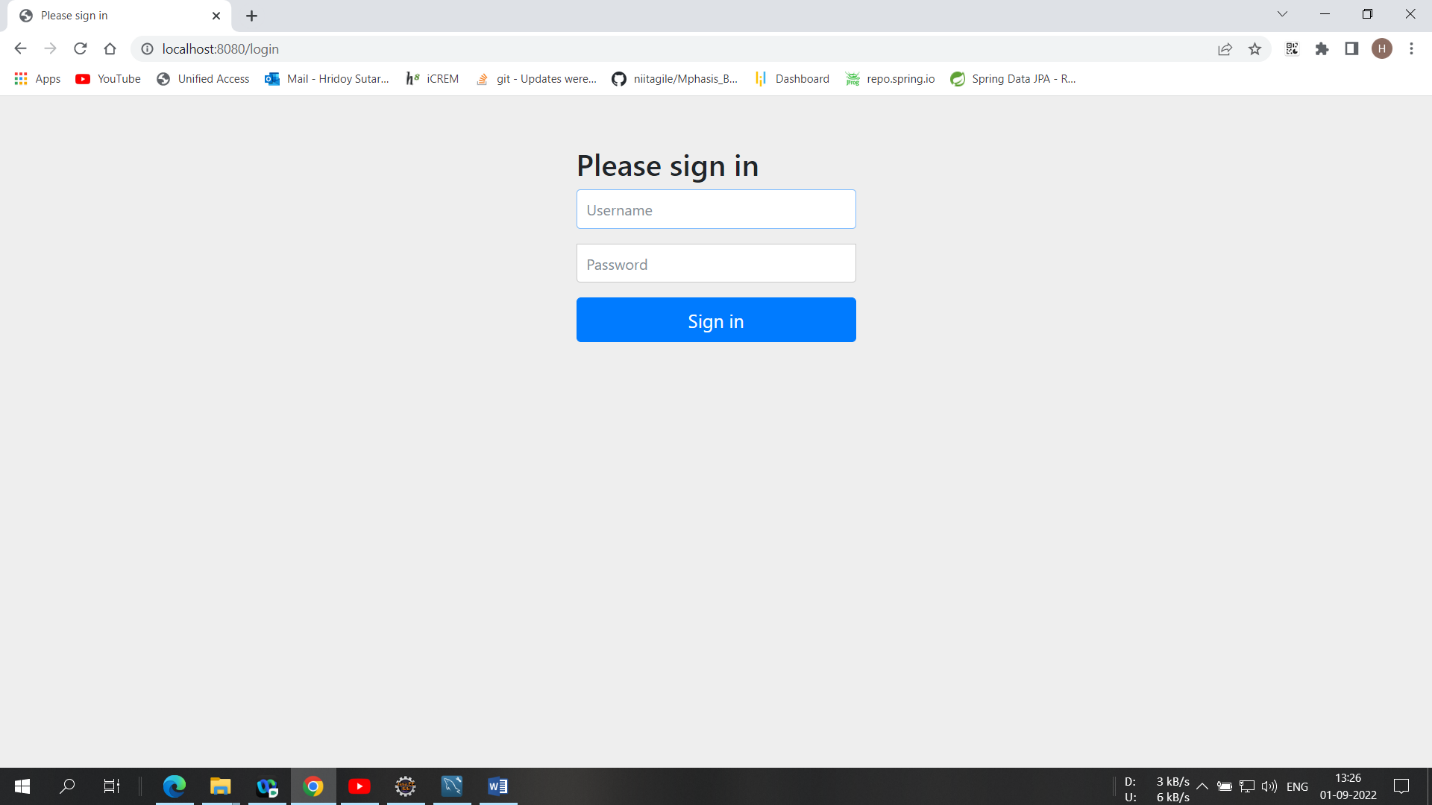 Please sign in
localhost:8080/login
H
Apps YouTube Unified Access Mail - Hridoy Sutar... h8 iCREM git - Updates were... niitagile/Mphasis_B... Dashboard repo.spring.io Spring Data JPA - R...
Please sign in
Username
Password
Sign in
D: 3 kB/s
U: 6 kB/s
ENG
13:26
01-09-2022